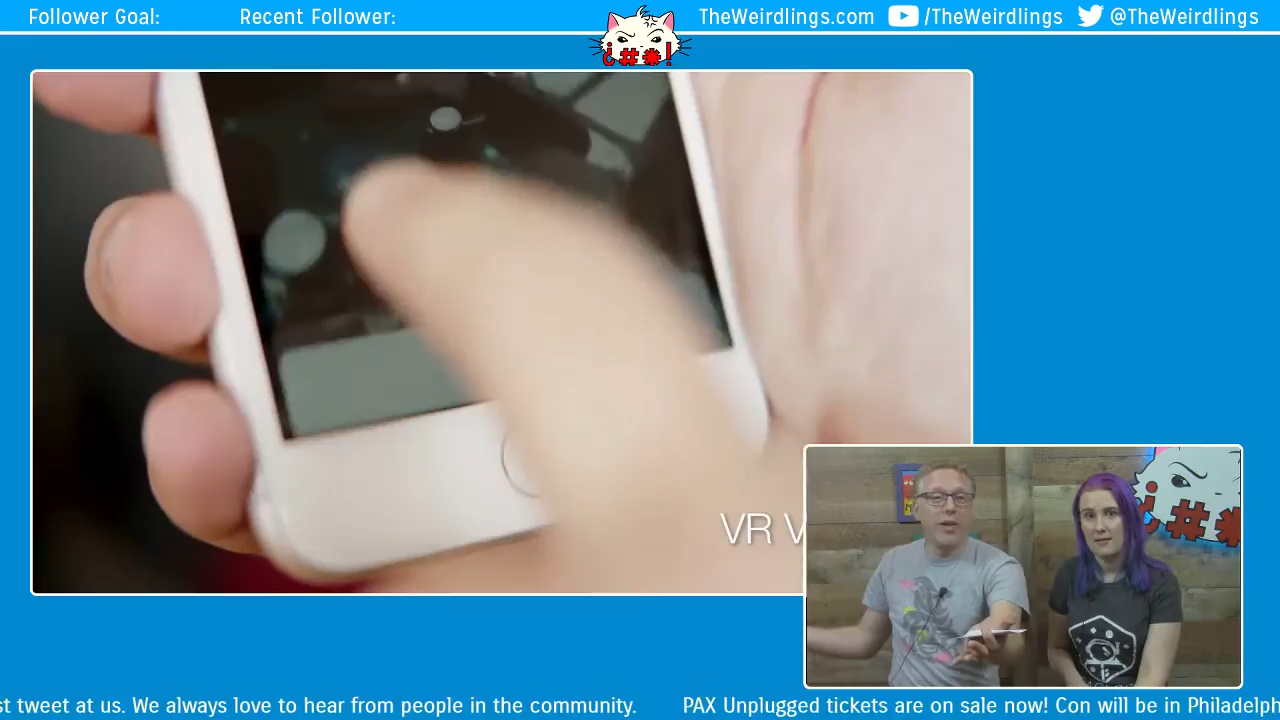 Follower Goal:
Recent Follower:
TheWeirdlings.com
/TheWeirdlings
@TheWeirdlings
¿#*!
VR V
¿#*
st tweet at us. We always love to hear from people in the community.
PAX Unplugged tickets are on sale now! Con will be in Philadelph